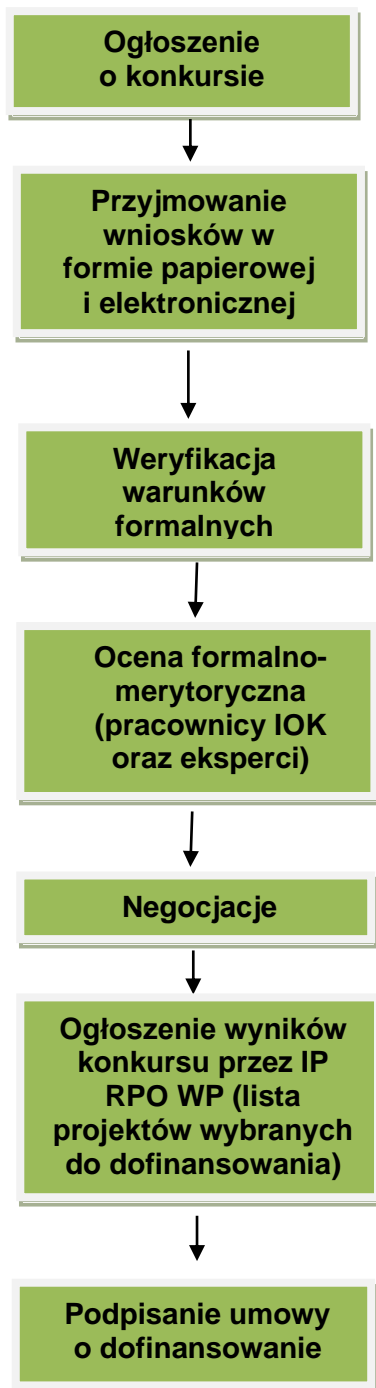 Ogłoszenie
o konkursie
Przyjmowanie
wniosków w
formie papierowej
i elektronicznej
Weryfikacja
warunków
formalnych
Ocena formalno-
merytoryczna
(pracownicy IOK
oraz eksperci)
Negocjacje
Ogłoszenie wyników
konkursu przez IP
RPO WP (lista
projektów wybranych
do dofinansowania)
Podpisanie umowy
o dofinansowanie